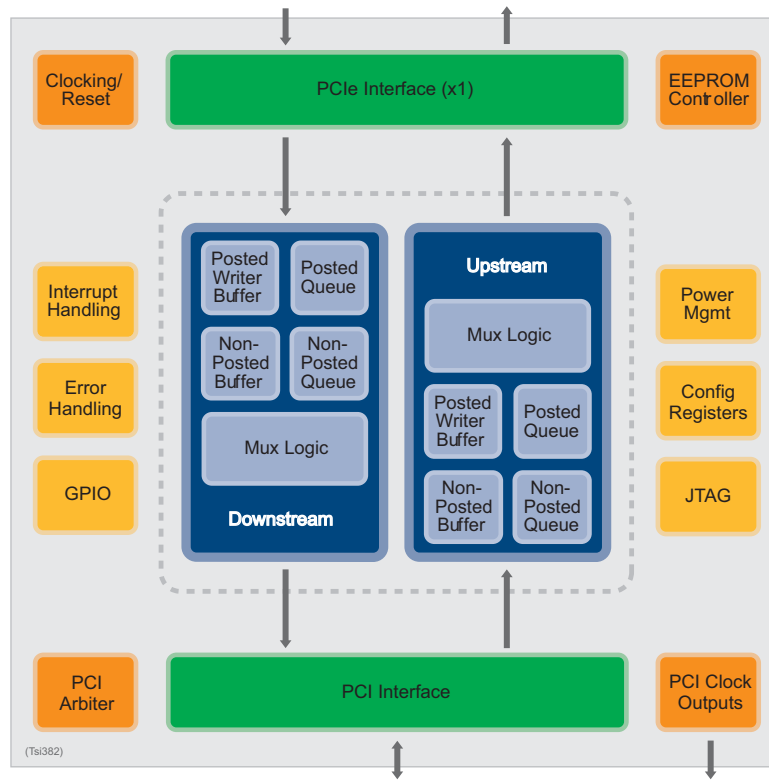 Clocking/
Reset
PCIe Interface (x1)
EEPROM
Controller
Interrupt
Handling
Error
Handling
GPIO
Posted
Writer
Buffer
Posted
Queue
Non-
Posted
Buffer
Non-
Posted
Queue
Mux Logic
Downstream
Upstream
Mux Logic
Posted
Writer
Buffer
Posted
Queue
Non-
Posted
Buffer
Non-
Posted
Queue
Power
Mgmt
Config
Registers
JTAG
PCI
Arbiter
PCI Interface
PCI Clock
Outputs
(Tsi382)